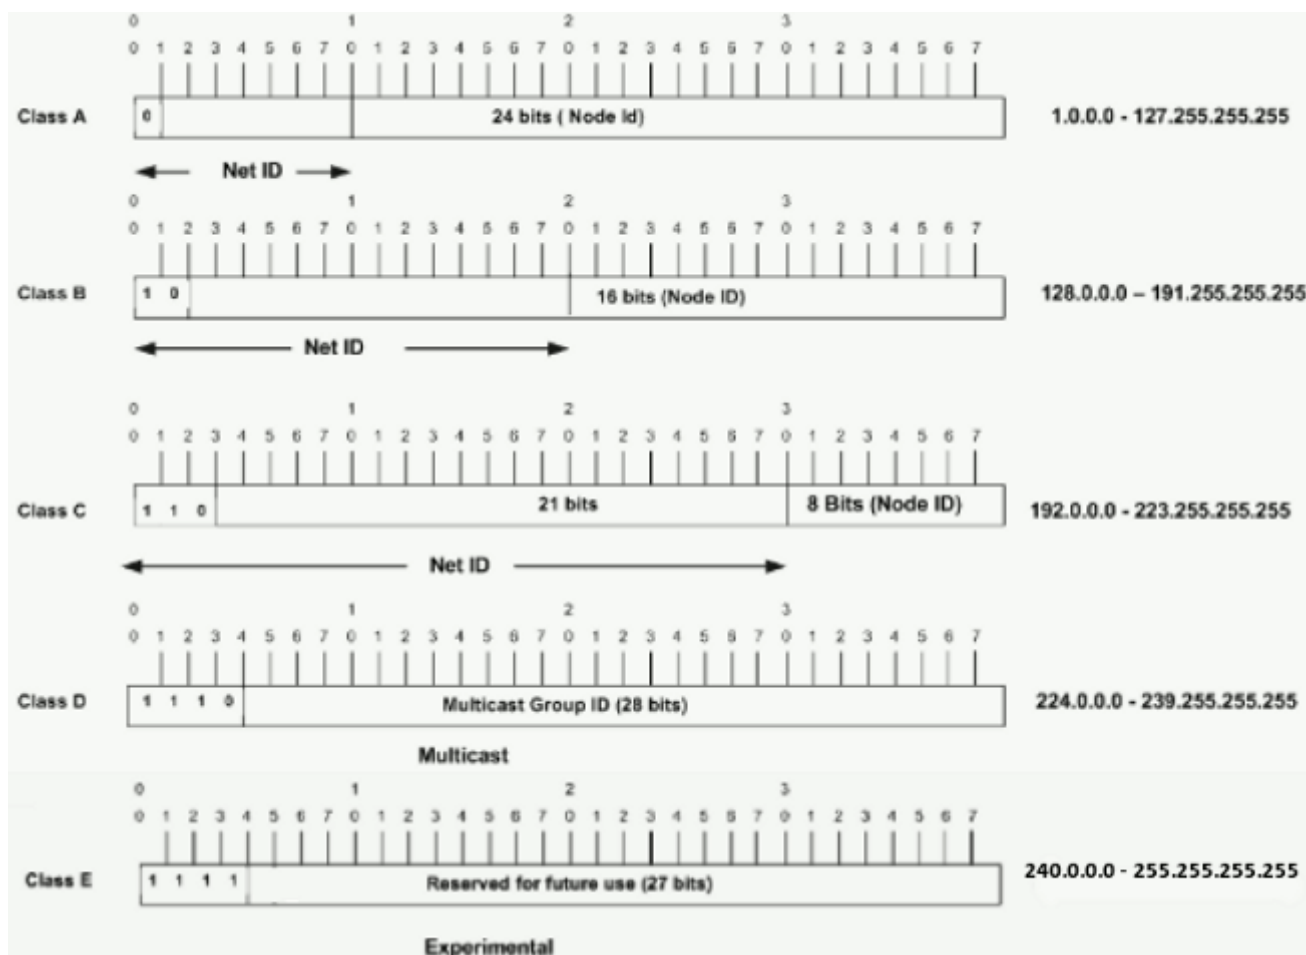 0 1 2 3
0 1 2 3 4 5 6 7 0 1 2 3 4 5 6 7 0 1 2 3 4 5 6 7 0 1 2 3 4 5 6 7
Class A 0 24 bits ( Node Id) 1.0.0.0 - 127.255.255.255
Net ID
0 1 2 3
0 1 2 3 4 5 6 7 0 1 2 3 4 5 6 7 0 1 2 3 4 5 6 7 0 1 2 3 4 5 6 7
Class B 1 0 16 bits (Node ID) 128.0.0.0 – 191.255.255.255
Net ID
0 1 2 3
0 1 2 3 4 5 6 7 0 1 2 3 4 5 6 7 0 1 2 3 4 5 6 7 0 1 2 3 4 5 6 7
Class C 1 1 0 21 bits 8 Bits (Node ID) 192.0.0.0 - 223.255.255.255
Net ID
0 1 2 3
0 1 2 3 4 5 6 7 0 1 2 3 4 5 6 7 0 1 2 3 4 5 6 7 0 1 2 3 4 5 6 7
Class D 1 1 1 0 Multicast Group ID (28 bits) 224.0.0.0 - 239.255.255.255
Multicast
0 1 2 3
0 1 2 3 4 5 6 7 0 1 2 3 4 5 6 7 0 1 2 3 4 5 6 7 0 1 2 3 4 5 6 7
Class E 1 1 1 1 Reserved for future use (27 bits) 240.0.0.0 - 255.255.255.255
Experimental